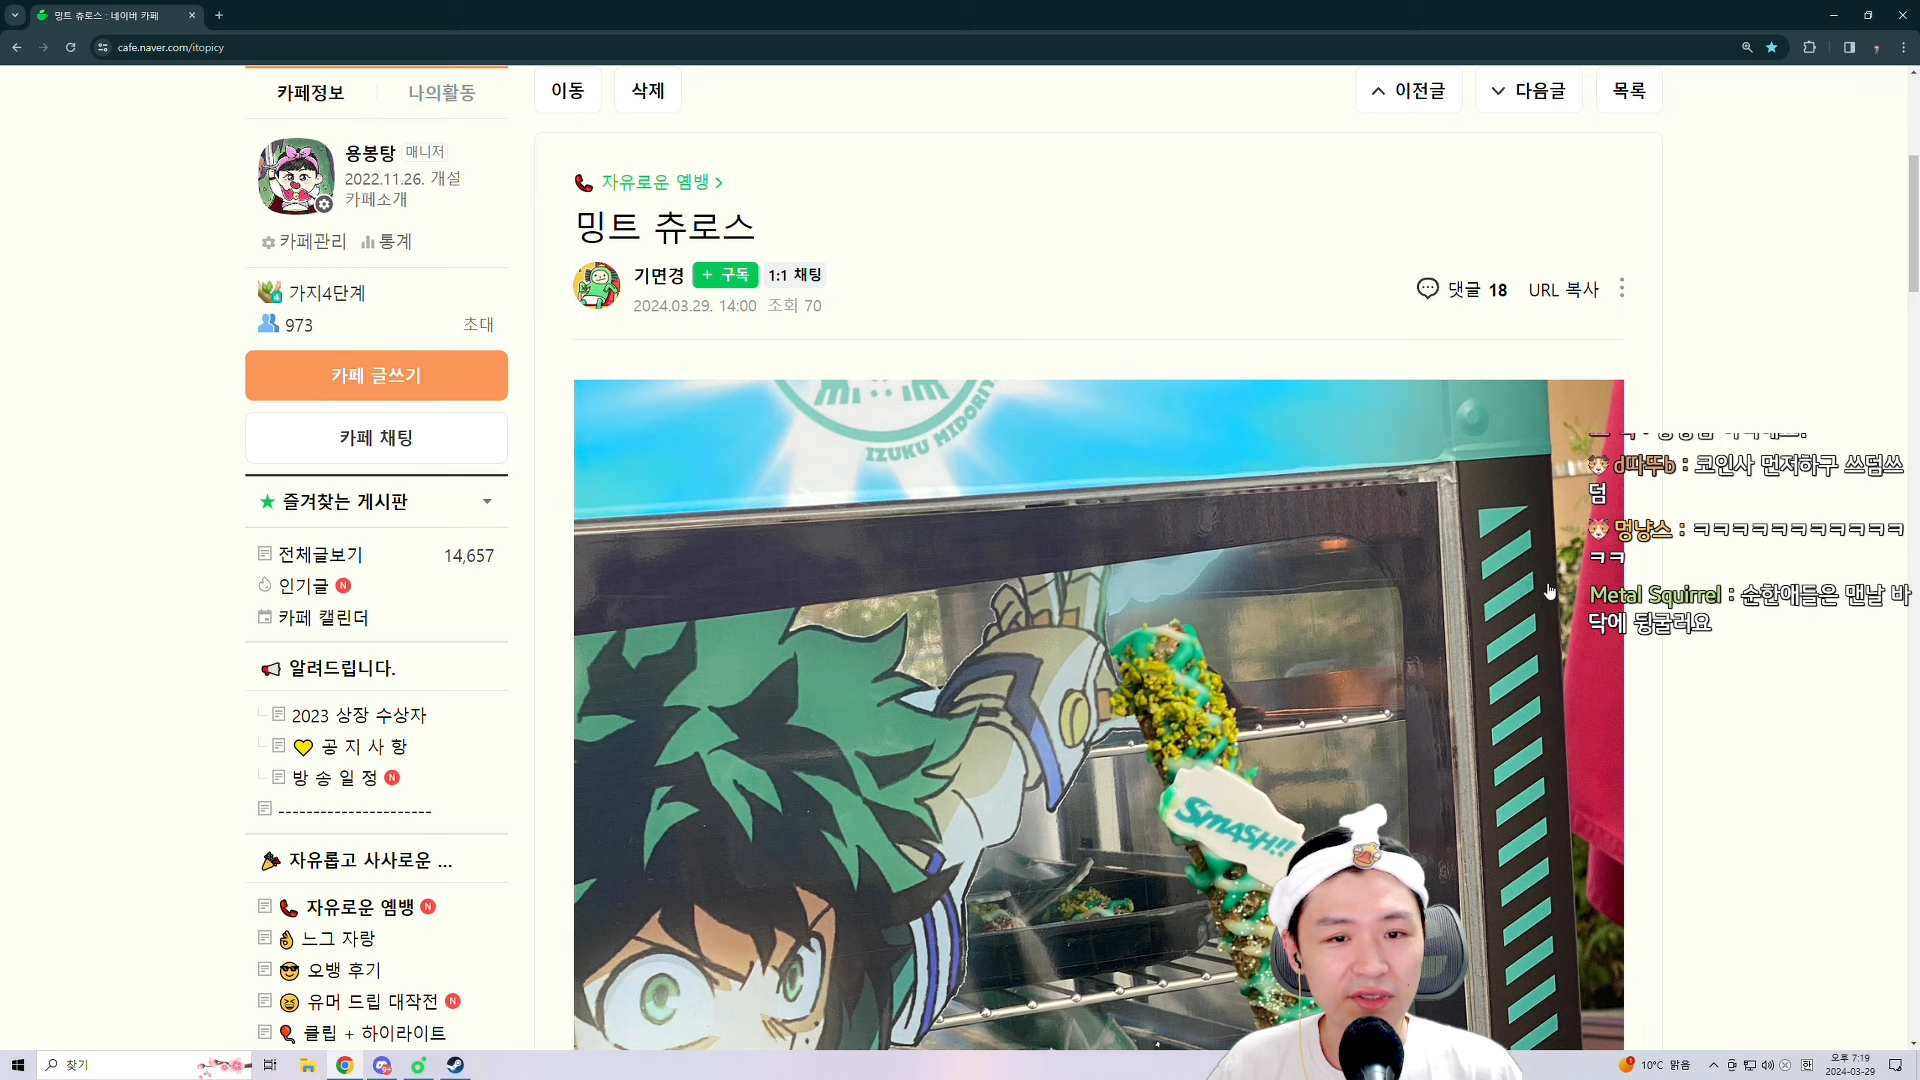 밍트 츄로스 : 네이버 카페
cafe.naver.com/itopicy
카페정보
나의활동
이동
삭제
이전글
다음글
목록
용봉탕 매니저
2022.11.26. 개설
카페소개
카페관리
통계
가지4단계
973
초대
카페 글쓰기
카페 채팅
즐겨찾는 게시판
전체글보기 14,657
인기글 N
카페 캘린더
알려드립니다.
2023 상장 수상자
공 지 사 항
방 송 일 정 N
----------------------
자유롭고 사사로운 ...
자유로운 옘뱅 N
느그 자랑
오뱅 후기
유머 드립 대작전 N
클립 + 하이라이트
자유로운 옘뱅 >
밍트 츄로스
기면경 + 구독 1:1 채팅
2024.03.29. 14:00 조회 70
댓글 18 URL 복사
IZUKU MIDORIYA
SMASH!!
d따뚜b : 코인사 먼저하구 쓰덤쓰
덤
멍냥스 : ㅋㅋㅋㅋㅋㅋㅋㅋㅋㅋㅋ
ㅋㅋ
Metal Squirrel : 순한애들은 맨날 바
닥에 뒹굴러요
찾기
9+
1
10°C 맑음
한
오후 7:19
2024-03-29